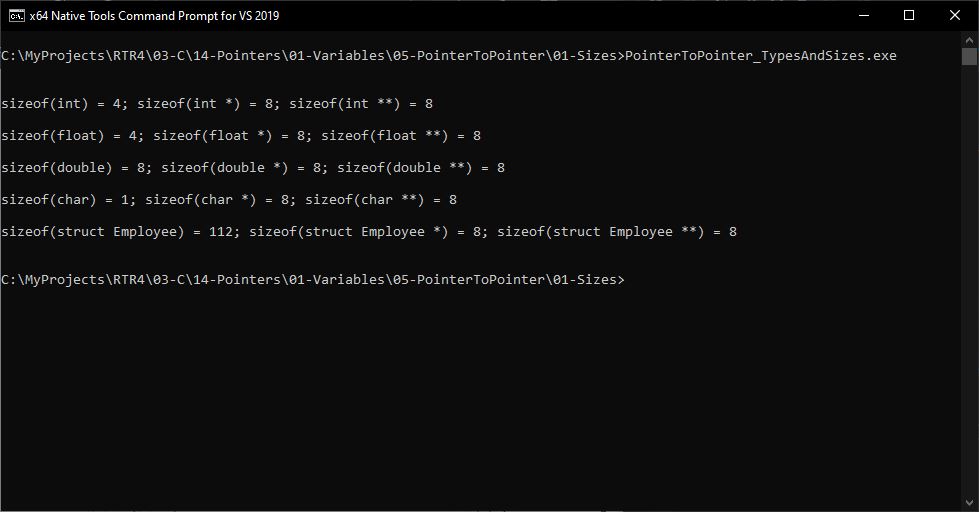 x64 Native Tools Command Prompt for VS 2019
C:\MyProjects\RTR4\03-C\14-Pointers\01-Variables\05-PointerToPointer\01-Sizes>PointerToPointer_TypesAndSizes.exe
sizeof(int) = 4; sizeof(int *) = 8; sizeof(int **) = 8
sizeof(float) = 4; sizeof(float *) = 8; sizeof(float **) = 8
sizeof(double) = 8; sizeof(double *) = 8; sizeof(double **) = 8
sizeof(char) = 1; sizeof(char *) = 8; sizeof(char **) = 8
sizeof(struct Employee) = 112; sizeof(struct Employee *) = 8; sizeof(struct Employee **) = 8
C:\MyProjects\RTR4\03-C\14-Pointers\01-Variables\05-PointerToPointer\01-Sizes>